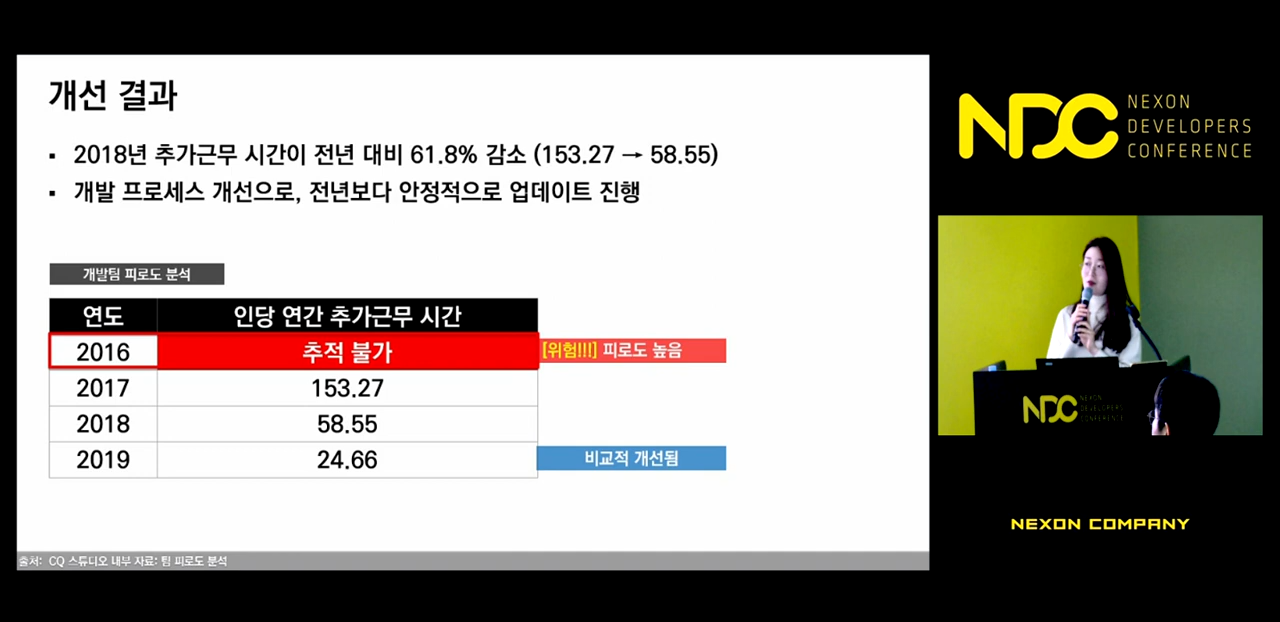 개선 결과
▪ 2018년 추가근무 시간이 전년 대비 61.8% 감소 (153.27 → 58.55)
▪ 개발 프로세스 개선으로, 전년보다 안정적으로 업데이트 진행
개발팀 피로도 분석
연도 인당 연간 추가근무 시간
2016 추적 불가 [위험!!!] 피로도 높음
2017 153.27
2018 58.55
2019 24.66 비교적 개선됨
출처: CQ 스튜디오 내부 자료: 팀 피로도 분석
NDC
NEXON
DEVELOPERS
CONFERENCE
NDC
NEXON
DEVELOPERS
CONFERENCE
NEXON COMPANY